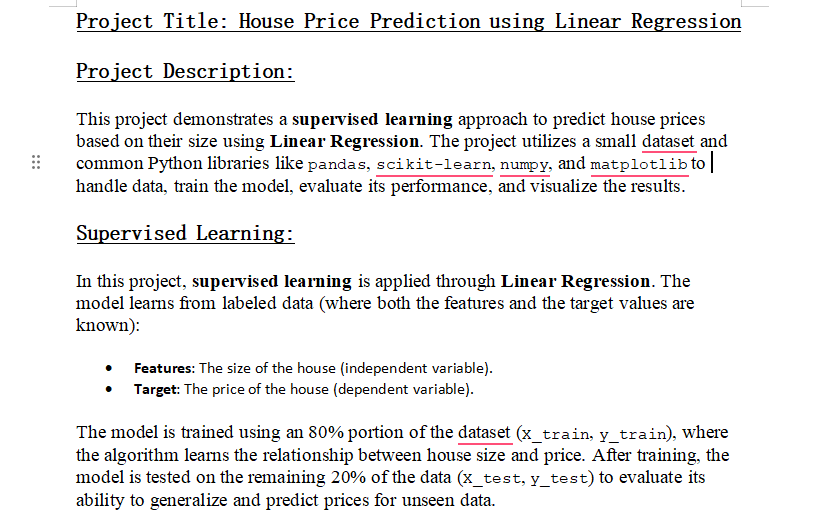 Project Title: House Price Prediction using Linear Regression
Project Description:
This project demonstrates a supervised learning approach to predict house prices
based on their size using Linear Regression. The project utilizes a small dataset and
common Python libraries like pandas, scikit-learn, numpy, and matplotlib to
handle data, train the model, evaluate its performance, and visualize the results.
Supervised Learning:
In this project, supervised learning is applied through Linear Regression. The
model learns from labeled data (where both the features and the target values are
known):
• Features: The size of the house (independent variable).
• Target: The price of the house (dependent variable).
The model is trained using an 80% portion of the dataset (X_train, y_train), where
the algorithm learns the relationship between house size and price. After training, the
model is tested on the remaining 20% of the data (X_test, y_test) to evaluate its
ability to generalize and predict prices for unseen data.